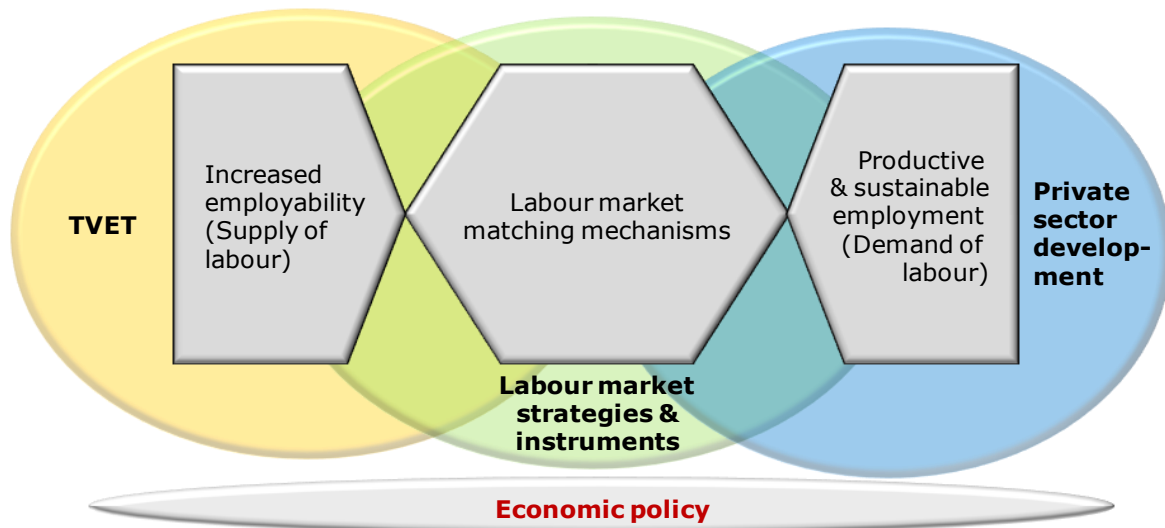 TVET
Increased
employability
(Supply of
labour)
Labour market
matching mechanisms
Productive
& sustainable
employment
(Demand of
labour)
Private
sector
develop-
ment
Labour market
strategies &
instruments
Economic policy